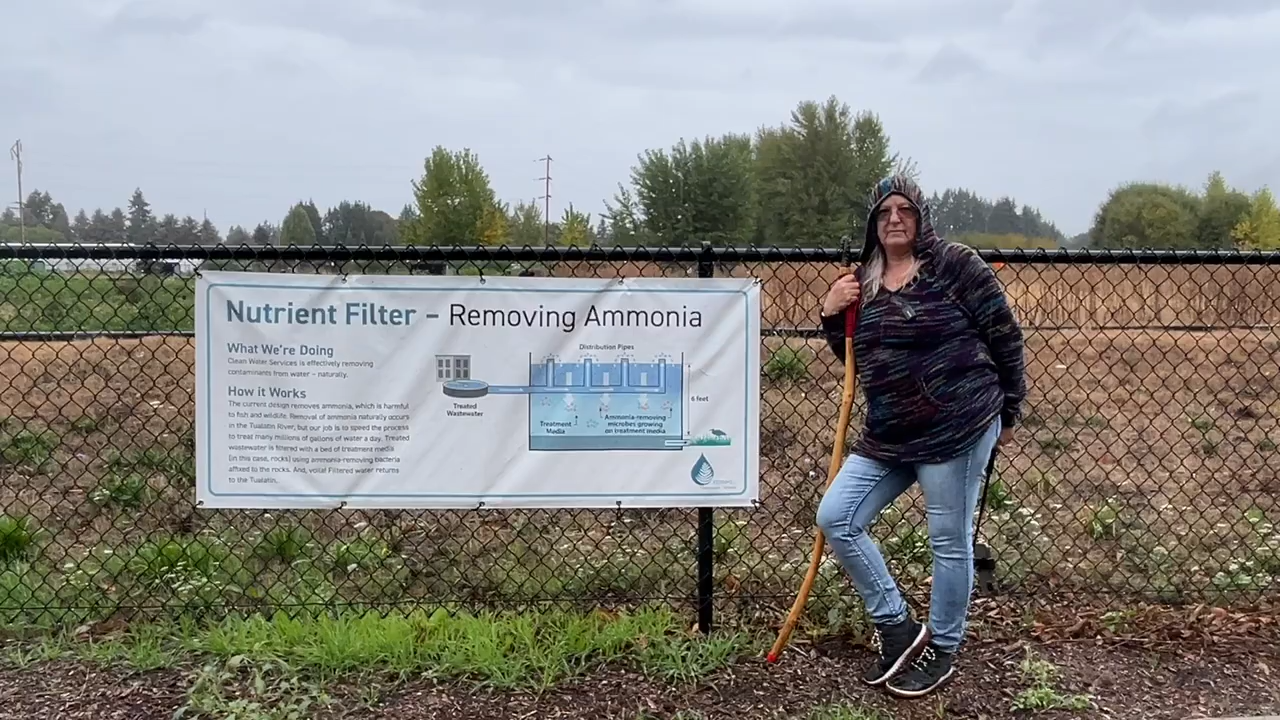 Nutrient Filter – Removing Ammonia
What We're Doing
Clean Water Services is effectively removing
contaminants from water – naturally.
How it Works
The current design removes ammonia, which is harmful
to fish and wildlife. Removal of ammonia naturally occurs
in the Tualatin River, but our job is to speed the process
to treat many millions of gallons of water a day. Treated
wastewater is filtered with a bed of treatment media
(in this case, rocks) using ammonia-removing bacteria
affixed to the rocks. And, voila! Filtered water returns
to the Tualatin.
Distribution Pipes
Treated
Wastewater
6 feet
Treatment
Media
Ammonia-removing
microbes growing
on treatment media